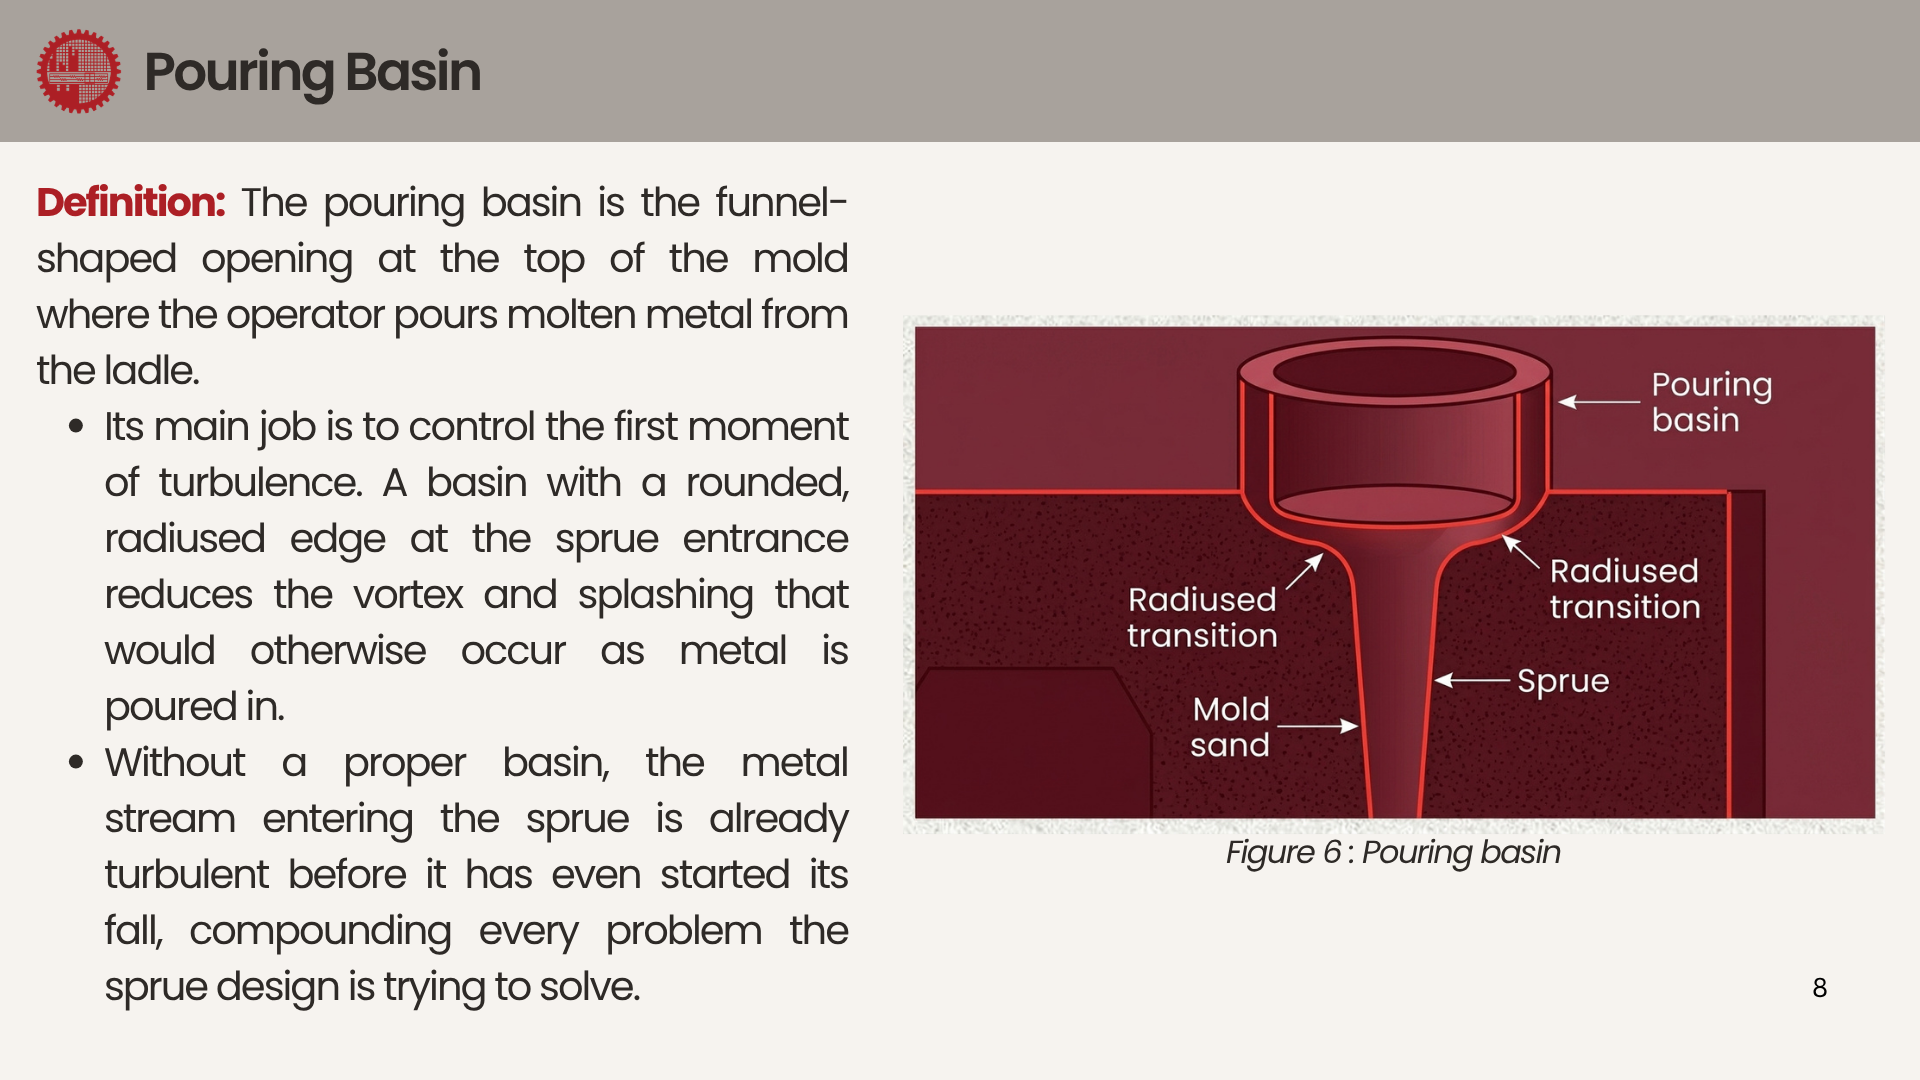 Pouring Basin
Definition: The pouring basin is the funnel-
shaped opening at the top of the mold
where the operator pours molten metal from
the ladle.
• Its main job is to control the first moment
of turbulence. A basin with a rounded,
radiused edge at the sprue entrance
reduces the vortex and splashing that
would otherwise occur as metal is
poured in.
• Without a proper basin, the metal
stream entering the sprue is already
turbulent before it has even started its
fall, compounding every problem the
sprue design is trying to solve.
Pouring
basin
Radiused
transition
Radiused
transition
Sprue
Mold
sand
Figure 6 : Pouring basin
8